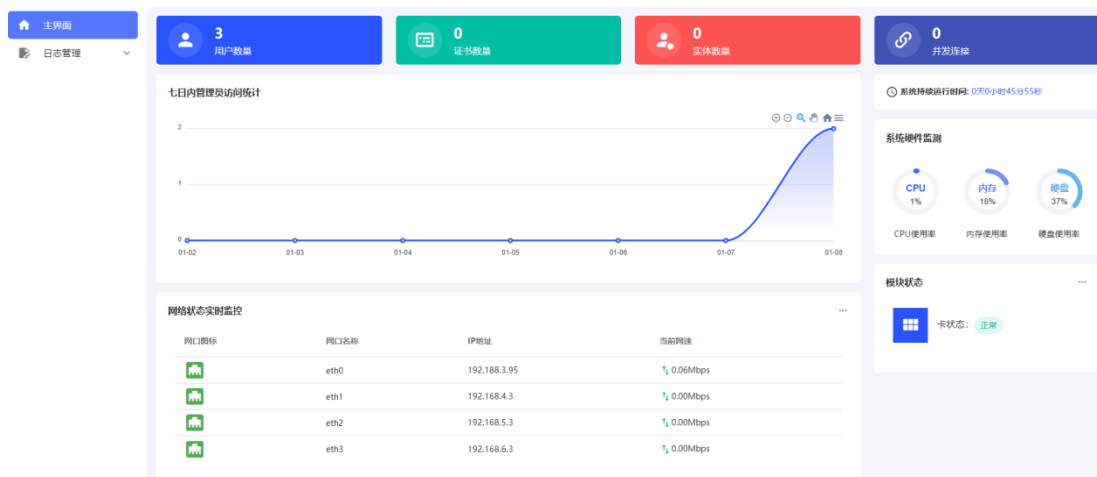 主界面
日志管理
3
用户数量
0
证书数量
0
实体数量
0
并发连接
七日内管理员访问统计
2
1
0
01-02 01-03 01-04 01-05 01-06 01-07 01-08
系统持续运行时间: 0天0小时45分55秒
系统硬件监测
CPU 内存 硬盘
1% 18% 37%
CPU使用率 内存使用率 硬盘使用率
模块状态
卡状态: 正常
网络状态实时监控
网口图标 网口名称 IP地址 当前网速
eth0 192.188.3.95 0.06Mbps
eth1 192.168.4.3 0.00Mbps
eth2 192.168.5.3 0.00Mbps
eth3 192.168.6.3 0.00Mbps